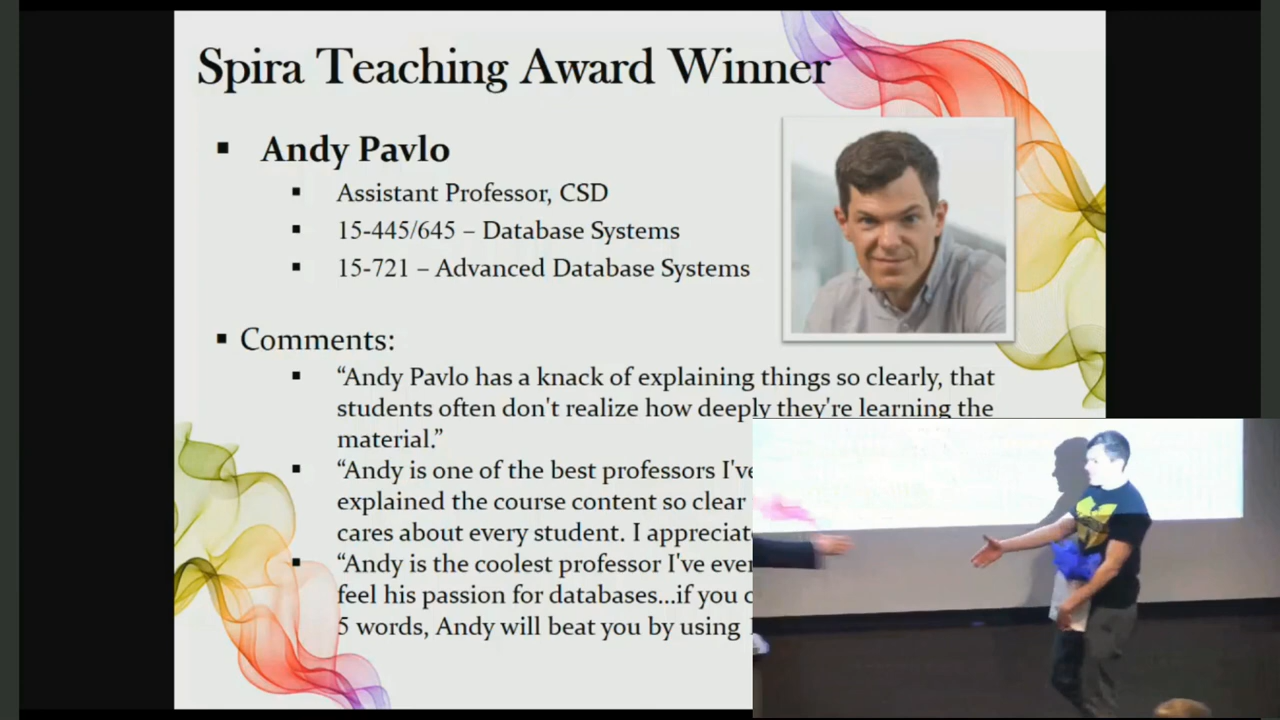 Spira Teaching Award Winner
▪ Andy Pavlo
▪ Assistant Professor, CSD
▪ 15-445/645 – Database Systems
▪ 15-721 – Advanced Database Systems
▪ Comments:
▪ “Andy Pavlo has a knack of explaining things so clearly, that
students often don't realize how deeply they're learning the
material.”
▪ “Andy is one of the best professors I've
explained the course content so clear
cares about every student. I
▪ “Andy is the coolest professor I've ever
feel his passion for databases...if you
5 words, Andy will beat you by using